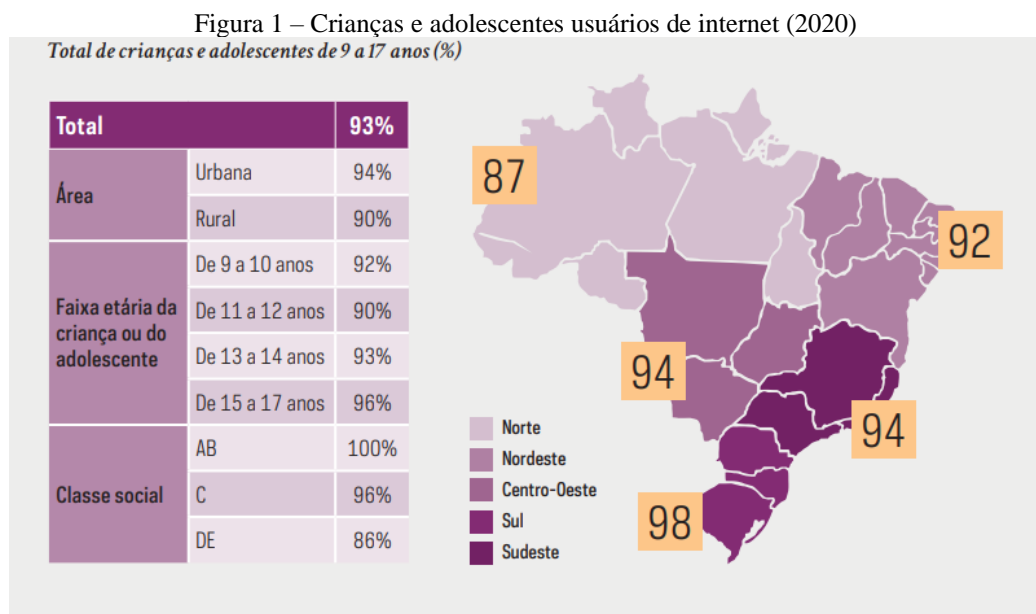 Figura 1 – Crianças e adolescentes usuários de internet (2020)
Total de crianças e adolescentes de 9 a 17 anos (%)
Total 93%
Área
Urbana 94%
Rural 90%
Faixa etária da
criança ou do
adolescente
De 9 a 10 anos 92%
De 11 a 12 anos 90%
De 13 a 14 anos 93%
De 15 a 17 anos 96%
Classe social
AB 100%
C 96%
DE 86%
87
92
94
94
98
Norte
Nordeste
Centro-Oeste
Sul
Sudeste